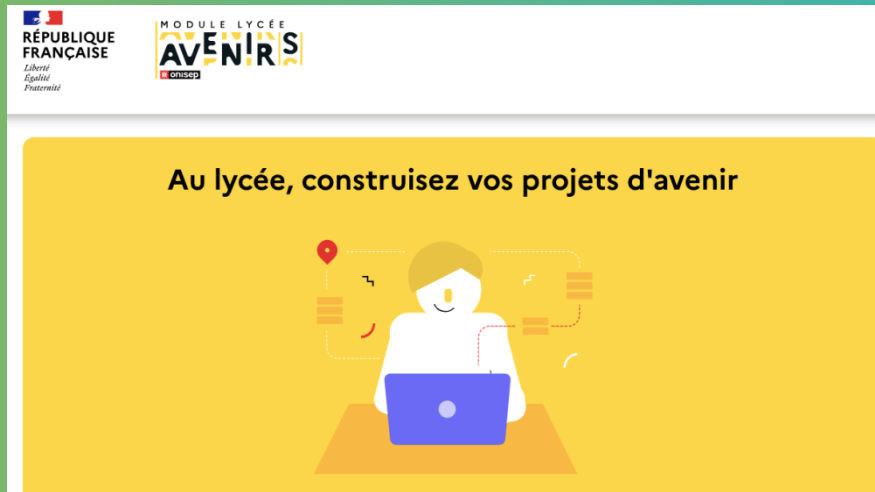 RÉPUBLIQUE
FRANÇAISE
Liberté
Égalité
Fraternité
MODULE LYCÉE
AVENIRS
onisep
Au lycée, construisez vos projets d'avenir